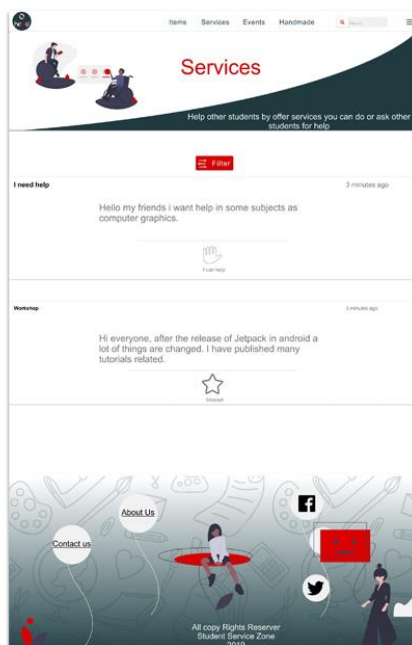 Items Services Events Handmade
Services
Help other students by offer services you can do or ask other
students for help
Filter
I need help 3 minutes ago
Hello my friends i want help in some subjects as
computer graphics.
I can help
Workshop 3 minutes ago
Hi everyone, after the release of Jetpack in android a
lot of things are changed. I have published many
tutorials related.
About Us
Contact us
All copy Rights Reserver
Student Service Zone
2019